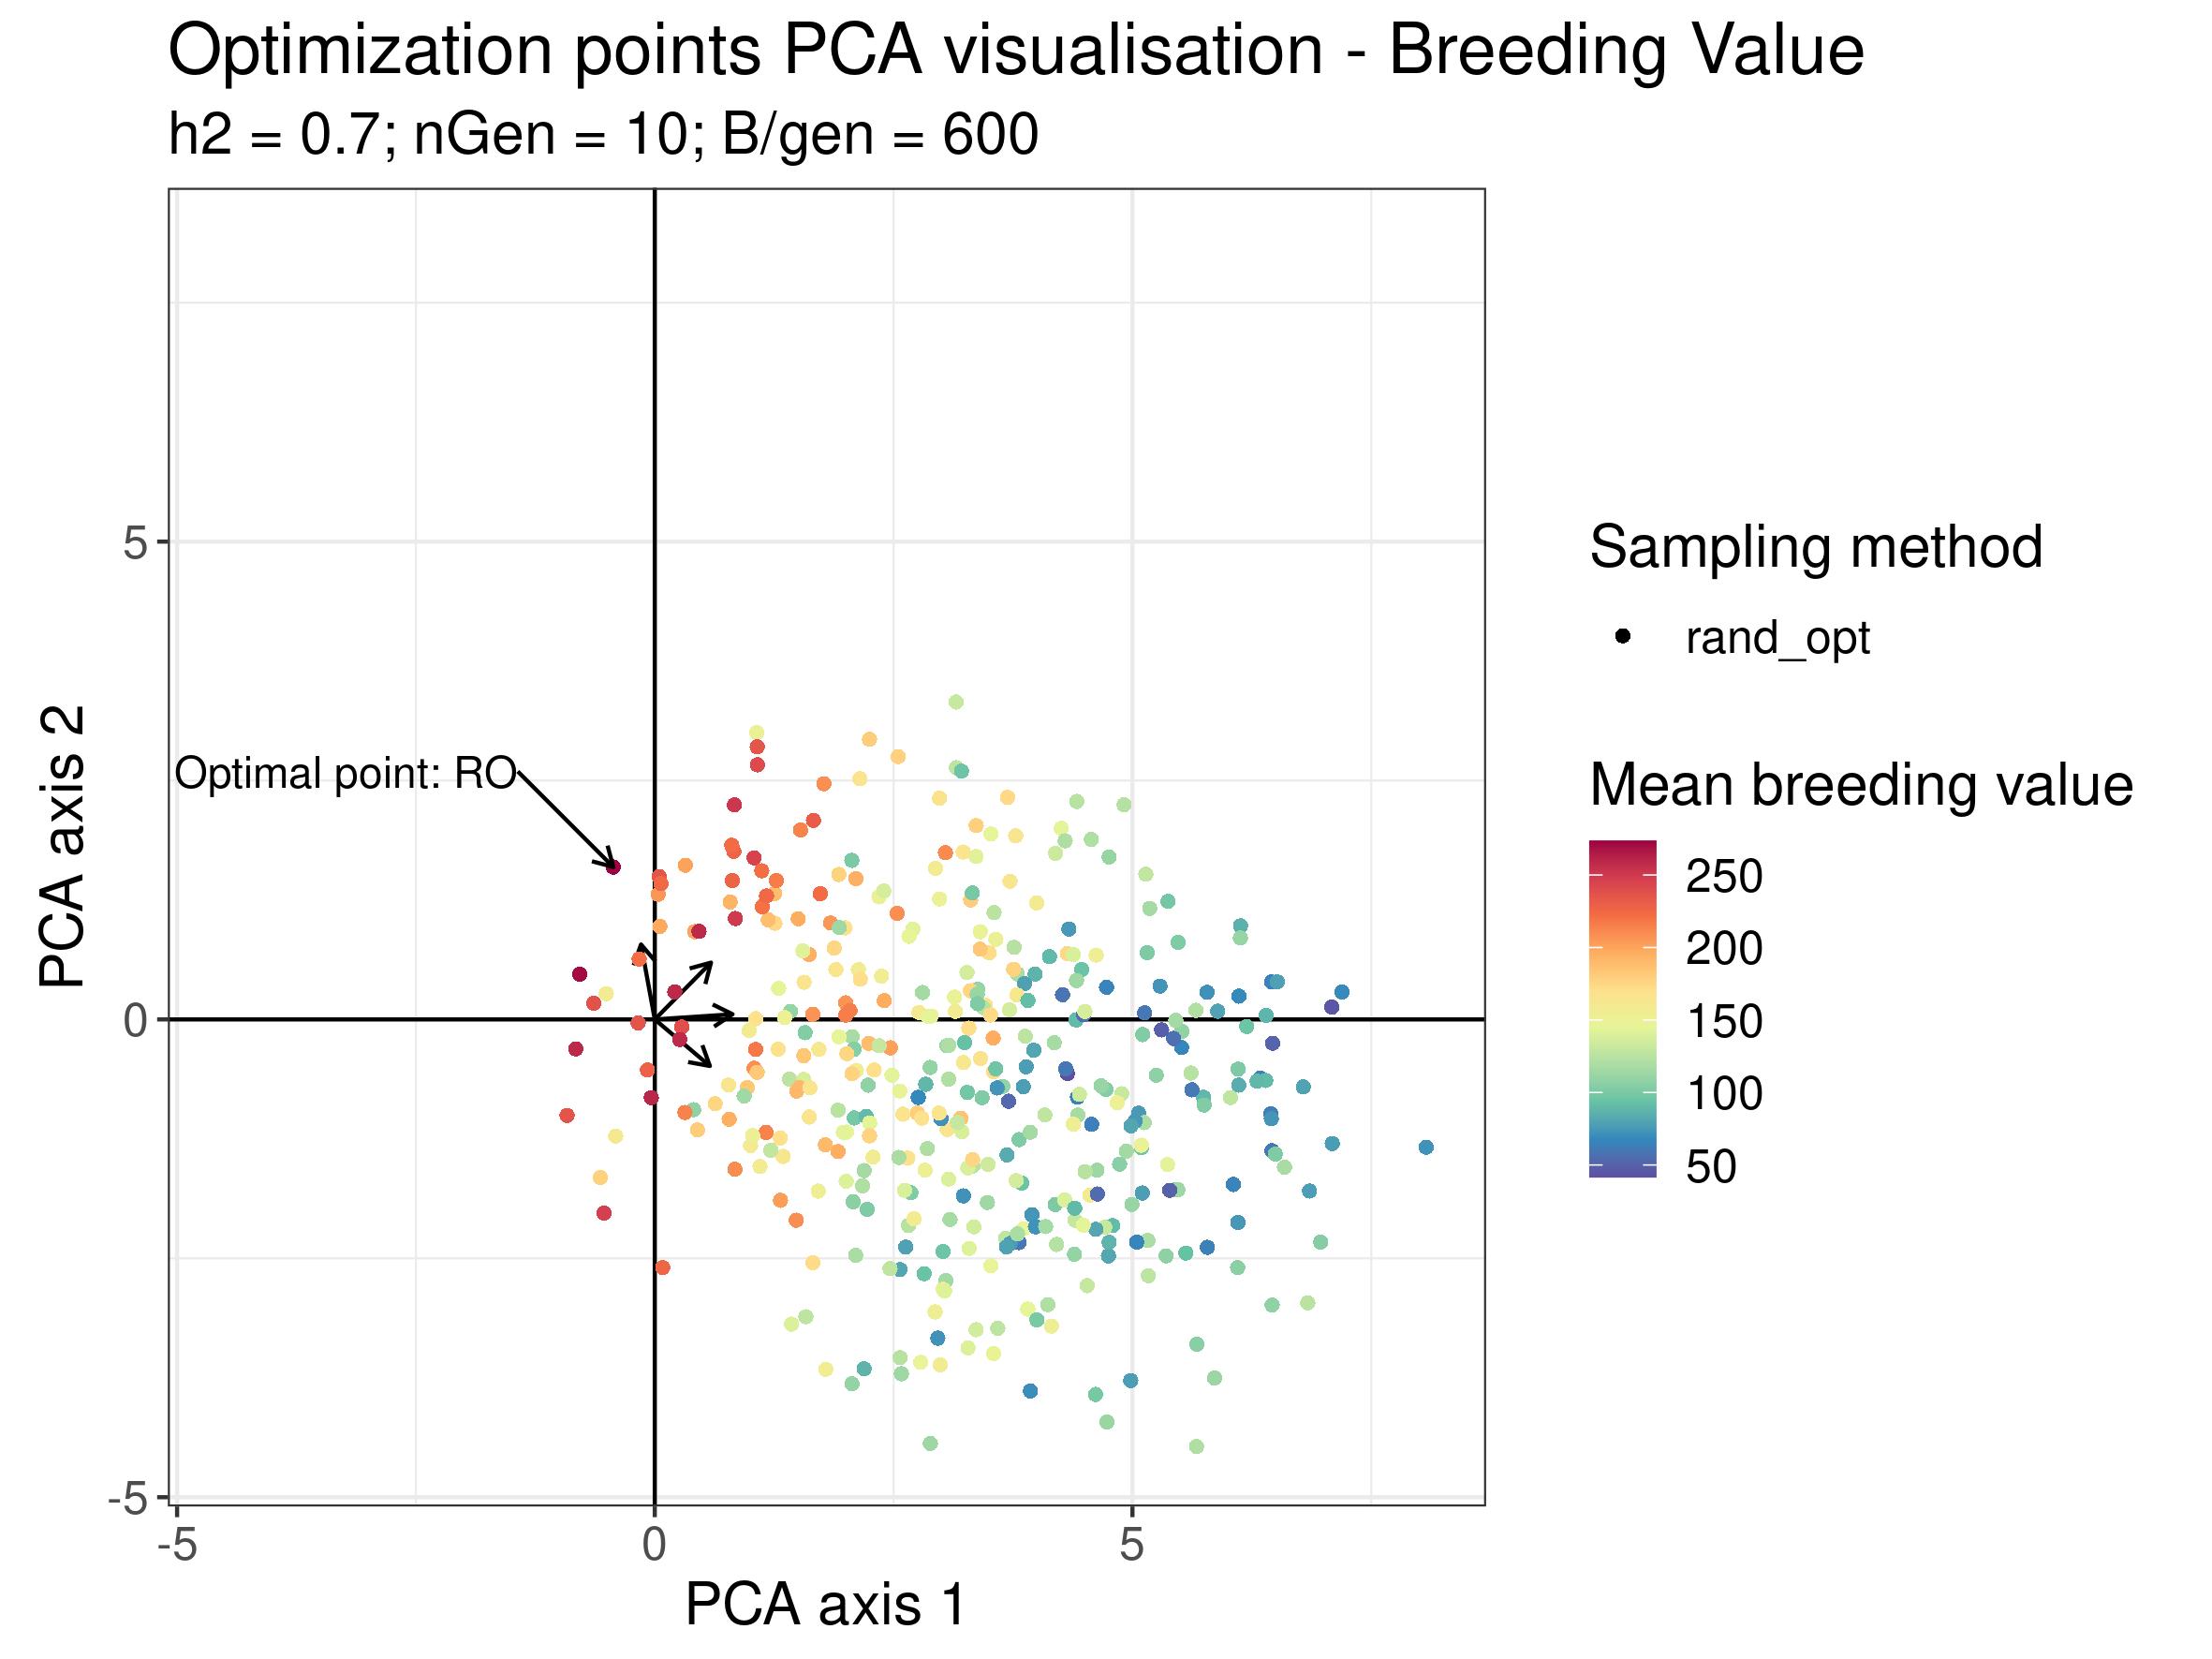 Optimization points PCA visualisation - Breeding Value
h2 = 0.7; nGen = 10; B/gen = 600
PCA axis 2
5
0
-5
Optimal point: RO
-5
0
5
PCA axis 1
Sampling method
rand_opt
Mean breeding value
250
200
150
100
50